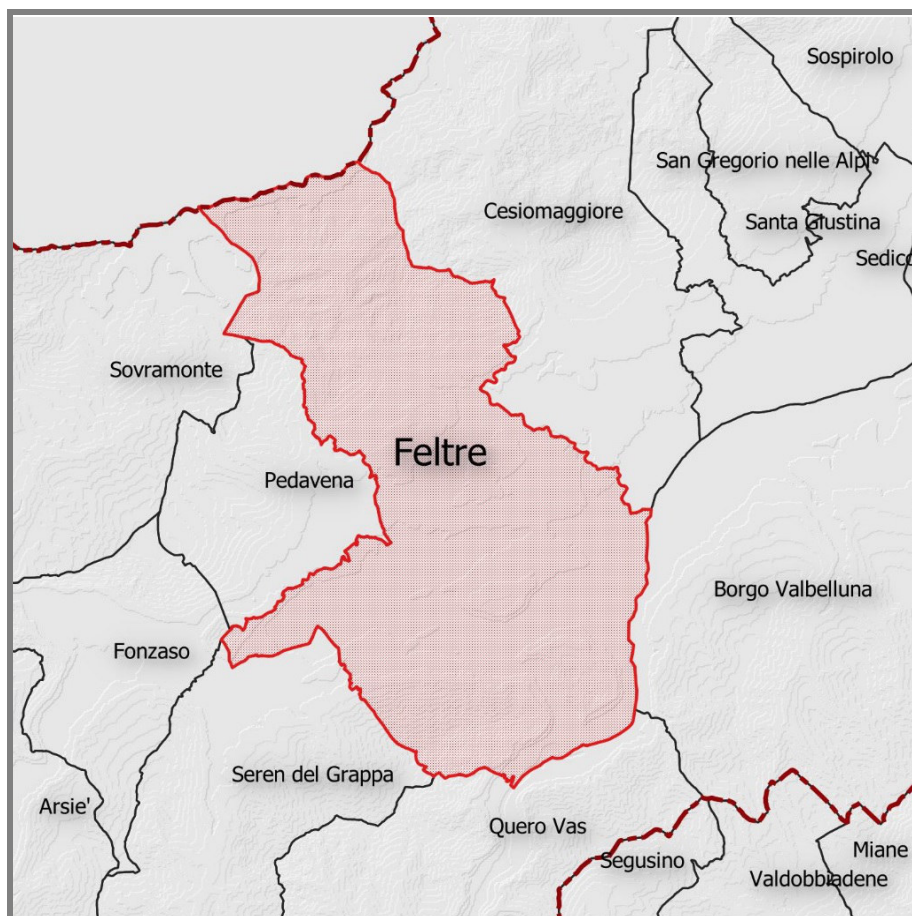 Sospirolo
San Gregorio nelle Alpi
Cesiomaggiore
Santa Giustina
Sedico
Sovramonte
Feltre
Pedavena
Borgo Valbelluna
Fonzaso
Seren del Grappa
Arsie'
Quero Vas
Miane
Segusino
Valdobbiadene